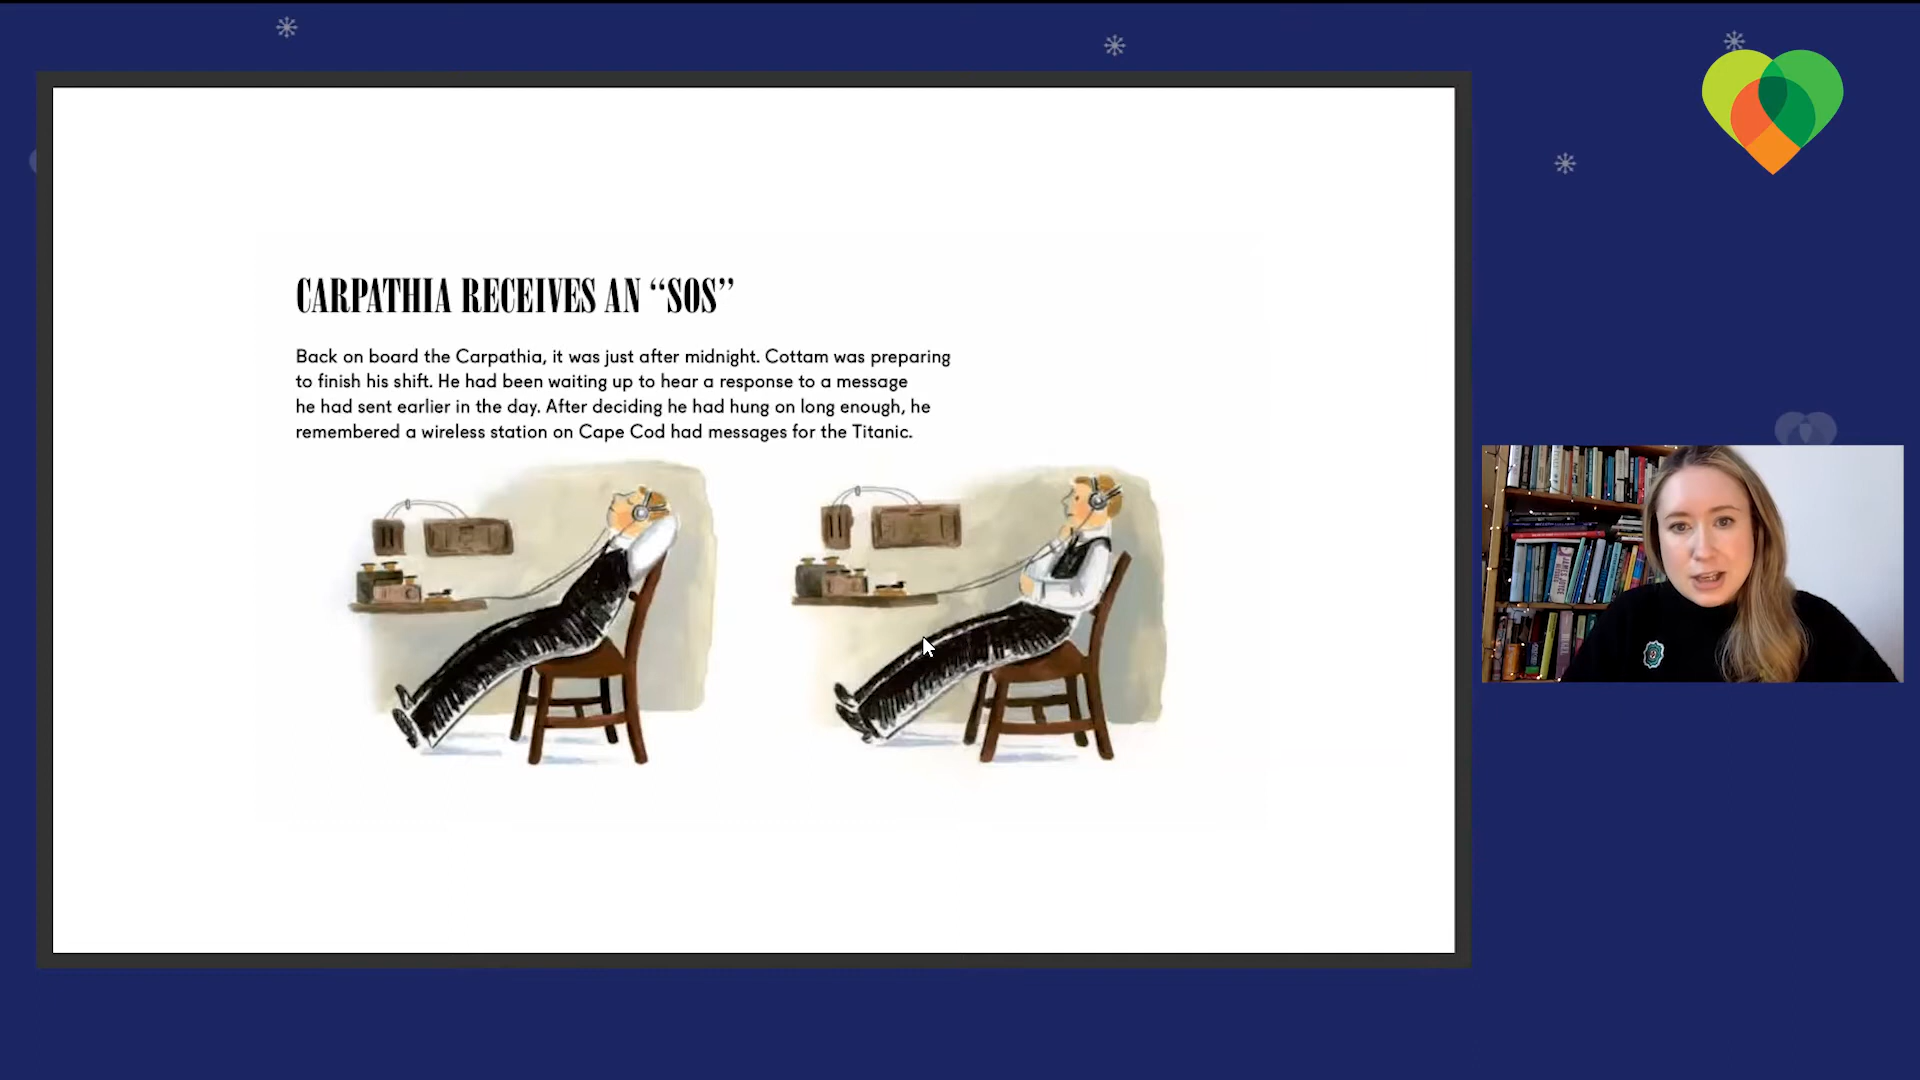 CARPATHIA RECEIVES AN “SOS”
Back on board the Carpathia, it was just after midnight. Cottam was preparing
to finish his shift. He had been waiting up to hear a response to a message
he had sent earlier in the day. After deciding he had hung on long enough, he
remembered a wireless station on Cape Cod had messages for the Titanic.